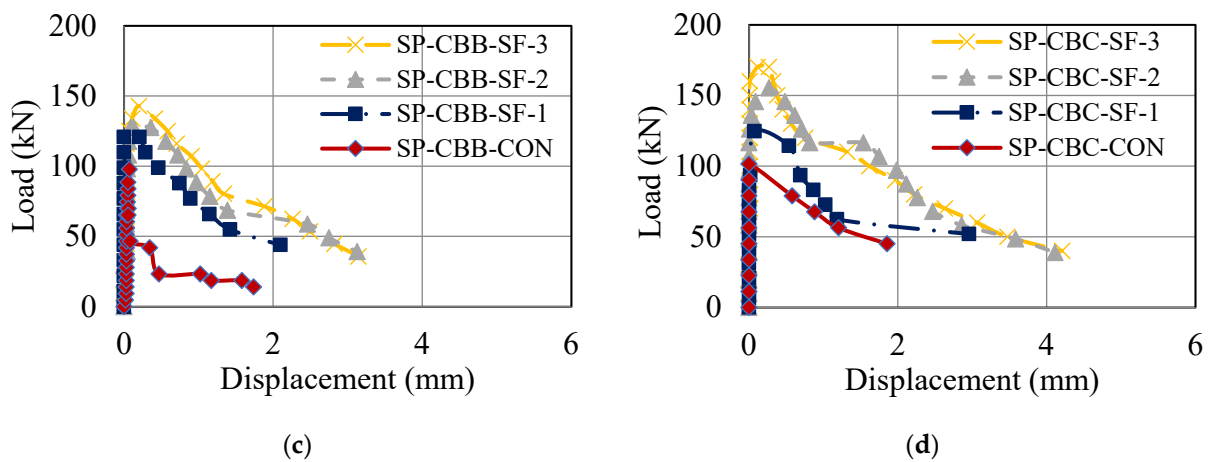 200
150
100
50
0
Load (kN)
0 2 4 6
Displacement (mm)
SP-CBB-SF-3
SP-CBB-SF-2
SP-CBB-SF-1
SP-CBB-CON
(c)
200
150
100
50
0
Load (kN)
0 2 4 6
Displacement (mm)
SP-CBC-SF-3
SP-CBC-SF-2
SP-CBC-SF-1
SP-CBC-CON
(d)